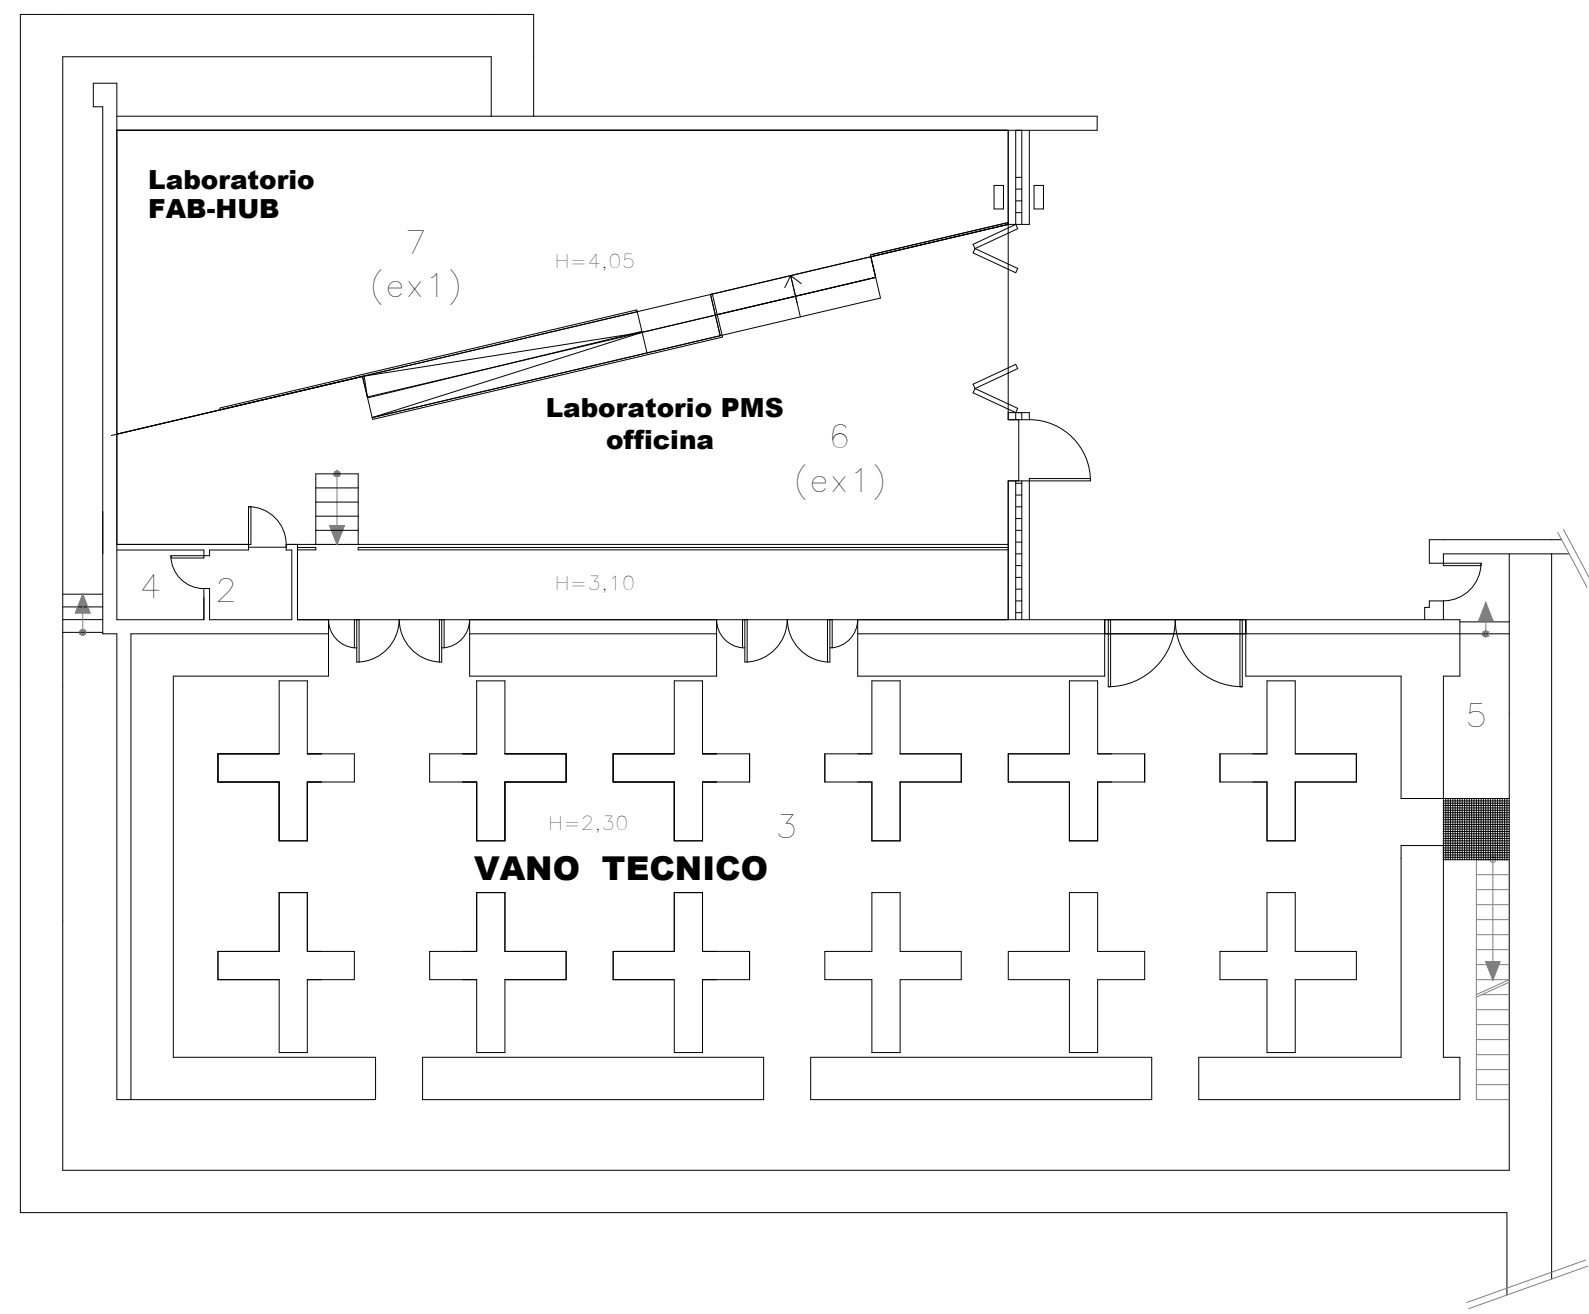 Laboratorio
FAB-HUB
7
(ex1)
H=4,05
Laboratorio PMS
officina
6
(ex1)
4
2
H=3,10
5
H=2,30
3
VANO TECNICO